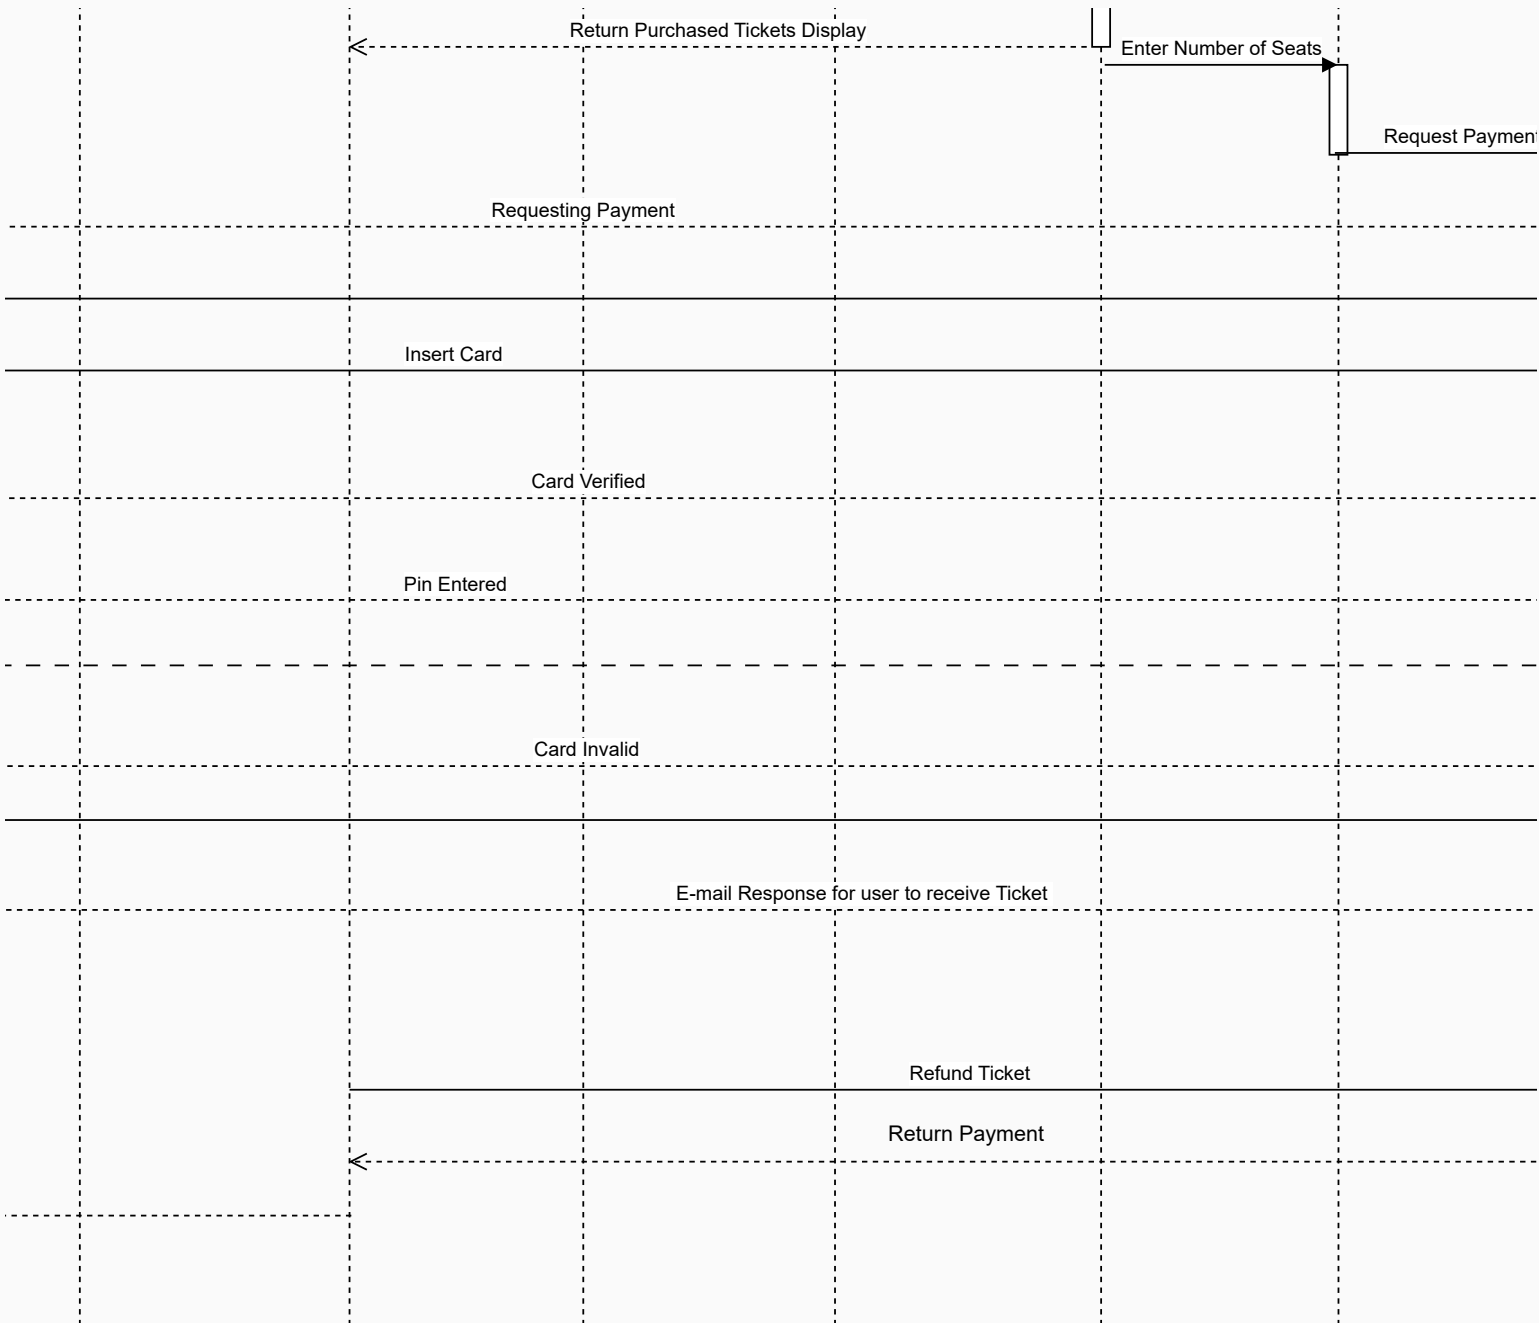 Return Purchased Tickets Display
Enter Number of Seats
Request Payment
Requesting Payment
Insert Card
Card Verified
Pin Entered
Card Invalid
E-mail Response for user to receive Ticket
Refund Ticket
Return Payment